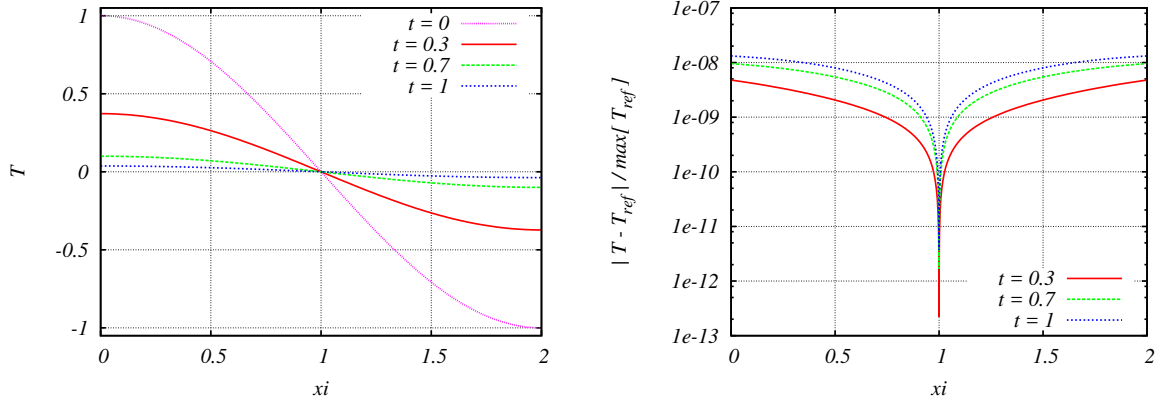 1
0.5
0
-0.5
-1
T
0
0.5
1
1.5
2
xi
t = 0
t = 0.3
t = 0.7
t = 1
1e-07
1e-08
1e-09
1e-10
1e-11
1e-12
1e-13
| T - T_ref | / max[ T_ref ]
0
0.5
1
1.5
2
xi
t = 0.3
t = 0.7
t = 1